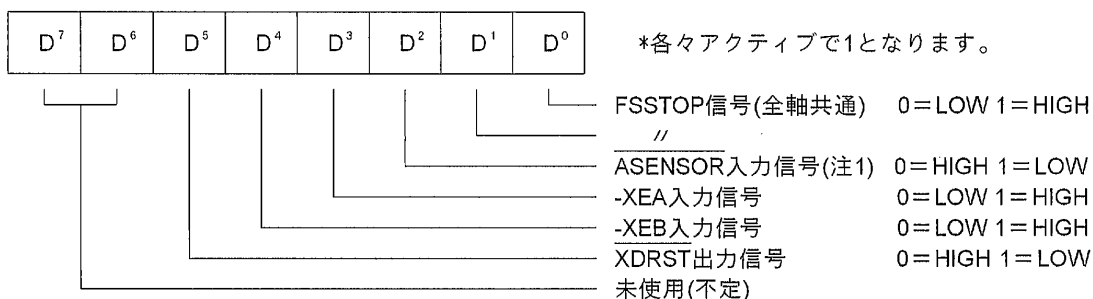 D⁷ D⁶ D⁵ D⁴ D³ D² D¹ D⁰ *各々アクティブで1となります。
FSSTOP信号(全軸共通) 0=LOW 1=HIGH
〃
ASENSOR入力信号(注1) 0=HIGH 1=LOW
-XEA入力信号 0=LOW 1=HIGH
-XEB入力信号 0=LOW 1=HIGH
XDRST出力信号 0=HIGH 1=LOW
未使用(不定)